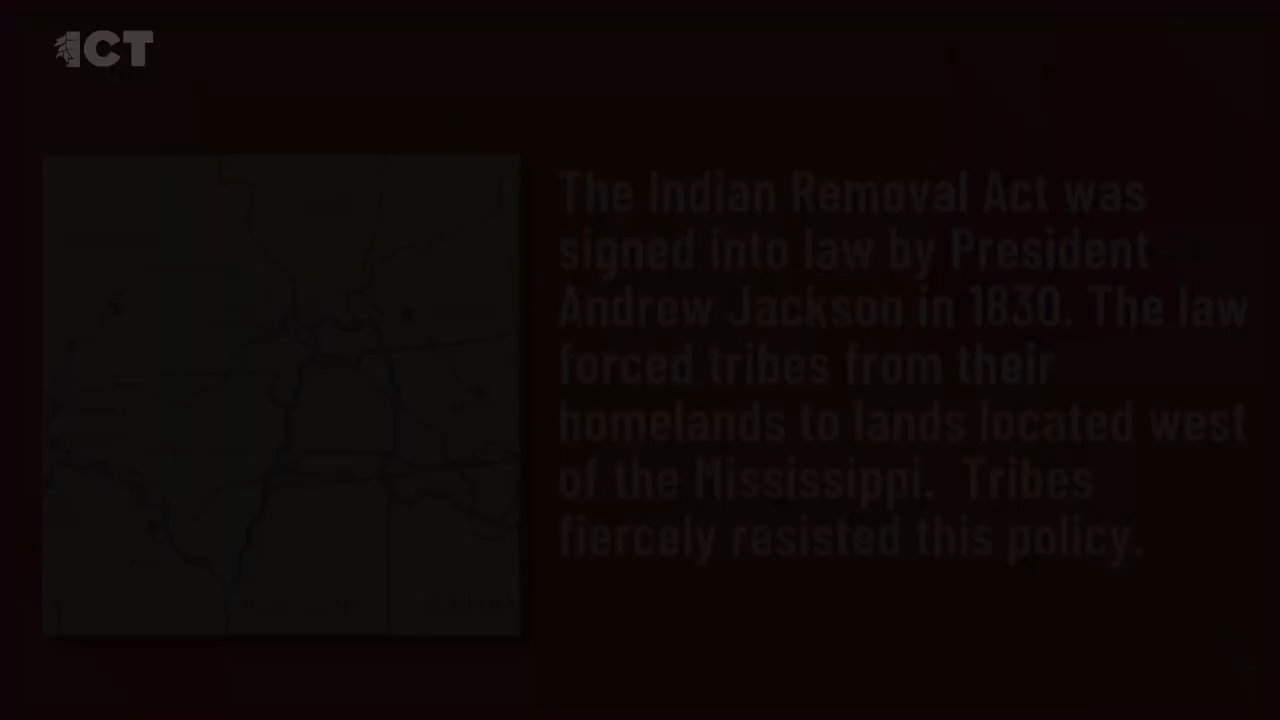 ICT
The Indian Removal Act was
signed into law by President
Andrew Jackson in 1830. The law
forced tribes from their
homelands to lands located west
of the Mississippi.  Tribes
fiercely resisted this policy.